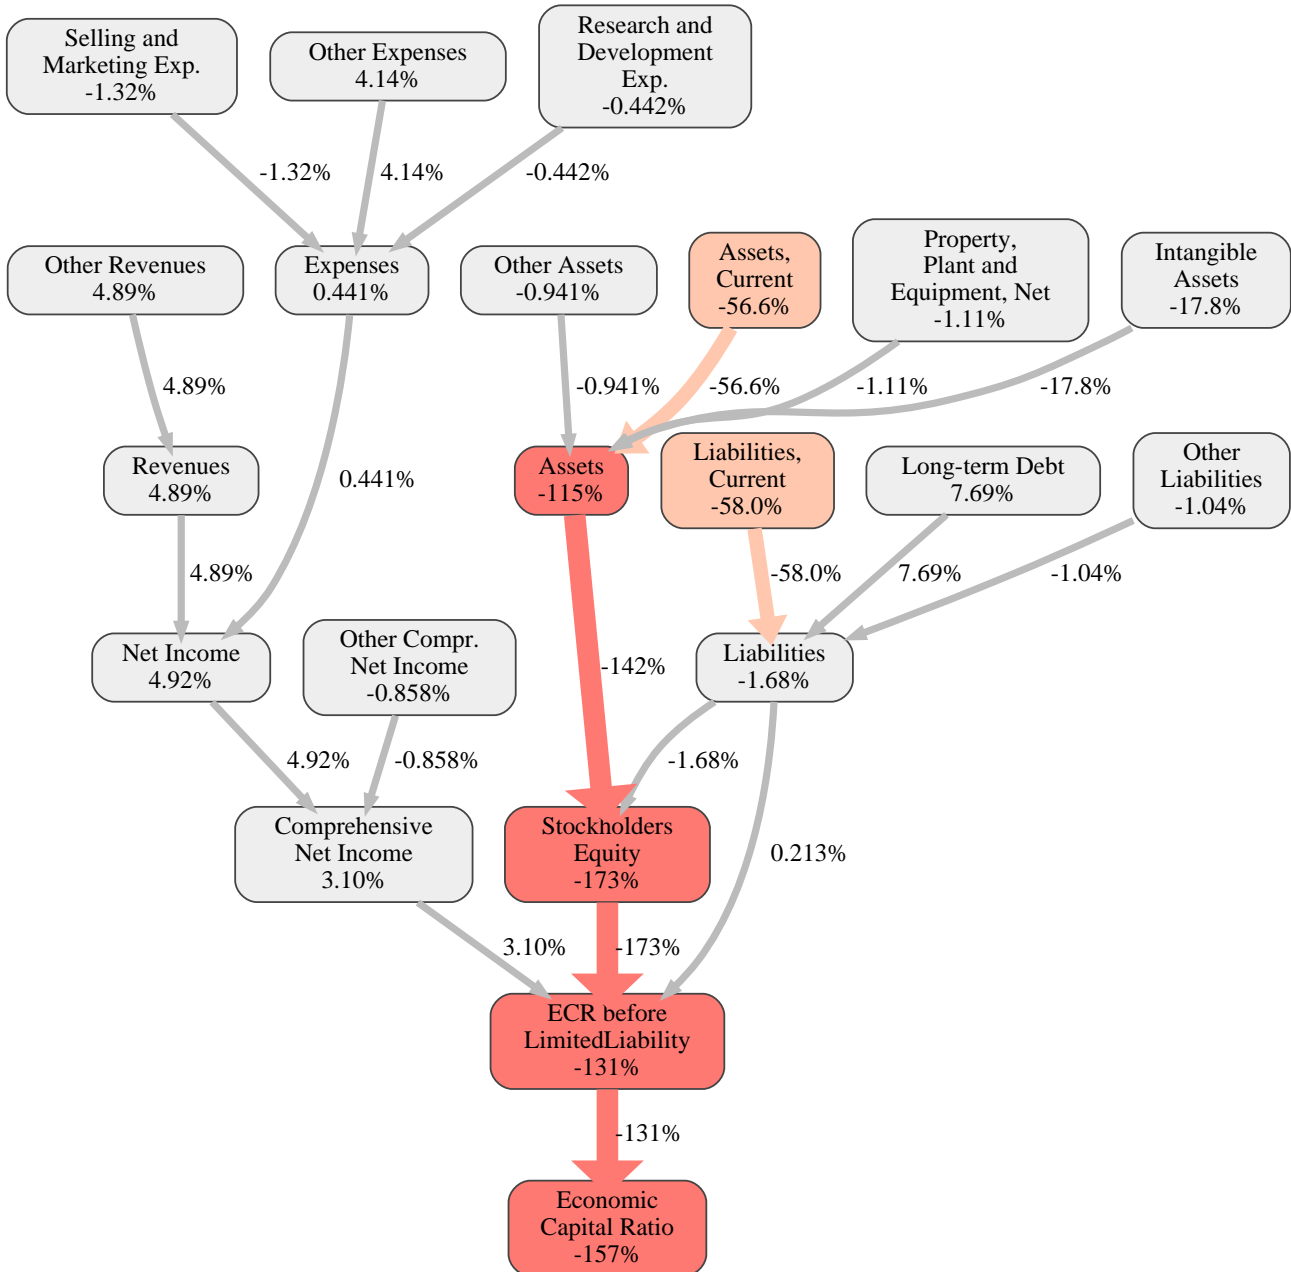 Selling and
Marketing Exp.
-1.32%
Other Expenses
4.14%
Research and
Development
Exp.
-0.442%
-1.32%
4.14%
-0.442%
Other Revenues
4.89%
Expenses
0.441%
Other Assets
-0.941%
Assets,
Current
-56.6%
Property,
Plant and
Equipment, Net
-1.11%
Intangible
Assets
-17.8%
4.89%
-0.941%
-56.6%
-1.11%
-17.8%
Revenues
4.89%
0.441%
Assets
-115%
Liabilities,
Current
-58.0%
Long-term Debt
7.69%
Other
Liabilities
-1.04%
4.89%
-58.0%
7.69%
-1.04%
Net Income
4.92%
Other Compr.
Net Income
-0.858%
-142%
Liabilities
-1.68%
4.92%
-0.858%
-1.68%
Comprehensive
Net Income
3.10%
Stockholders
Equity
-173%
0.213%
3.10%
-173%
ECR before
LimitedLiability
-131%
-131%
Economic
Capital Ratio
-157%